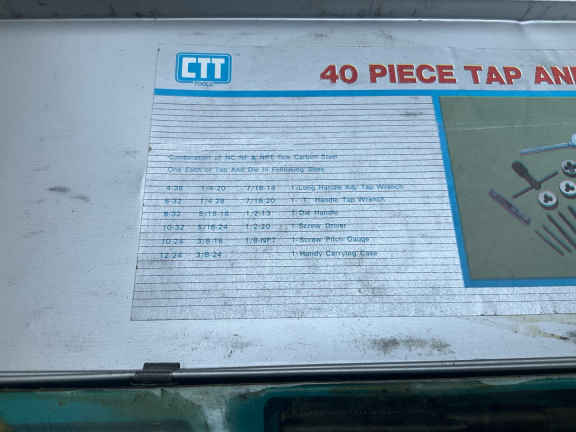 CTT
TOOLS
40 PIECE TAP AN
Combination of NC NF & NPT Tow Carbon Steel
One Each of Tap And Die In Following Sizes
4-36 1/4-20 7/16-14 1-Long Handle Adj. Tap Wrench
6-32 1/4-28 7/16-20 1- T. Handle Tap Wrench
8-32 5/16-18 1/2-13 1-Die Handle
10-32 5/16-24 1/2-20 1-Screw Driver
10-24 3/8-16 1/8-NPT 1-Screw Pitch Gauge
12-24 3/8-24 1-Handy Carrying Case